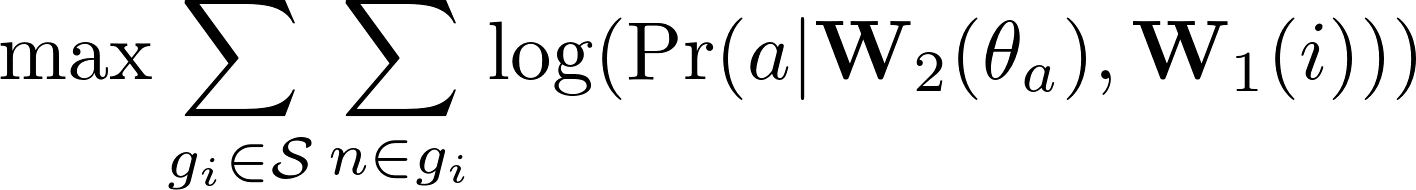 max ∑_{g_i ∈ 𝒮} ∑_{n ∈ g_i} log(Pr(a|𝐖_2(θ_a), 𝐖_1(i)))